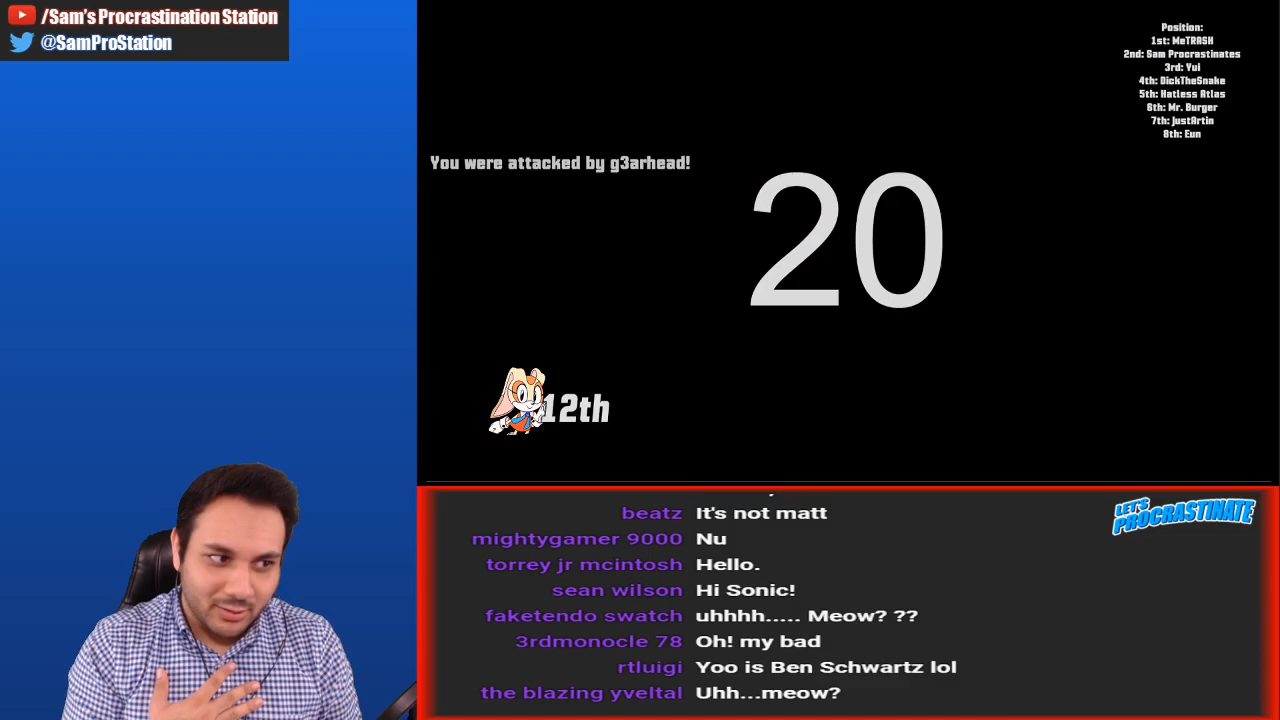 /Sam's Procrastination Station
@SamProStation
Position:
1st: MeTRASH
2nd: Sam Procrastinates
3rd: Yui
4th: DickTheSnake
5th: Hatless Atlas
6th: Mr. Burger
7th: JustArtin
8th: Eun
You were attacked by g3arhead!
20
12th
beatz It's not matt
mightygamer 9000 Nu
torrey jr mcintosh Hello.
sean wilson Hi Sonic!
faketendo swatch uhhhh..... Meow? ??
3rdmonocle 78 Oh! my bad
rtluigi Yoo is Ben Schwartz lol
the blazing yveltal Uhh...meow?
LET'S
PROCRASTINATE